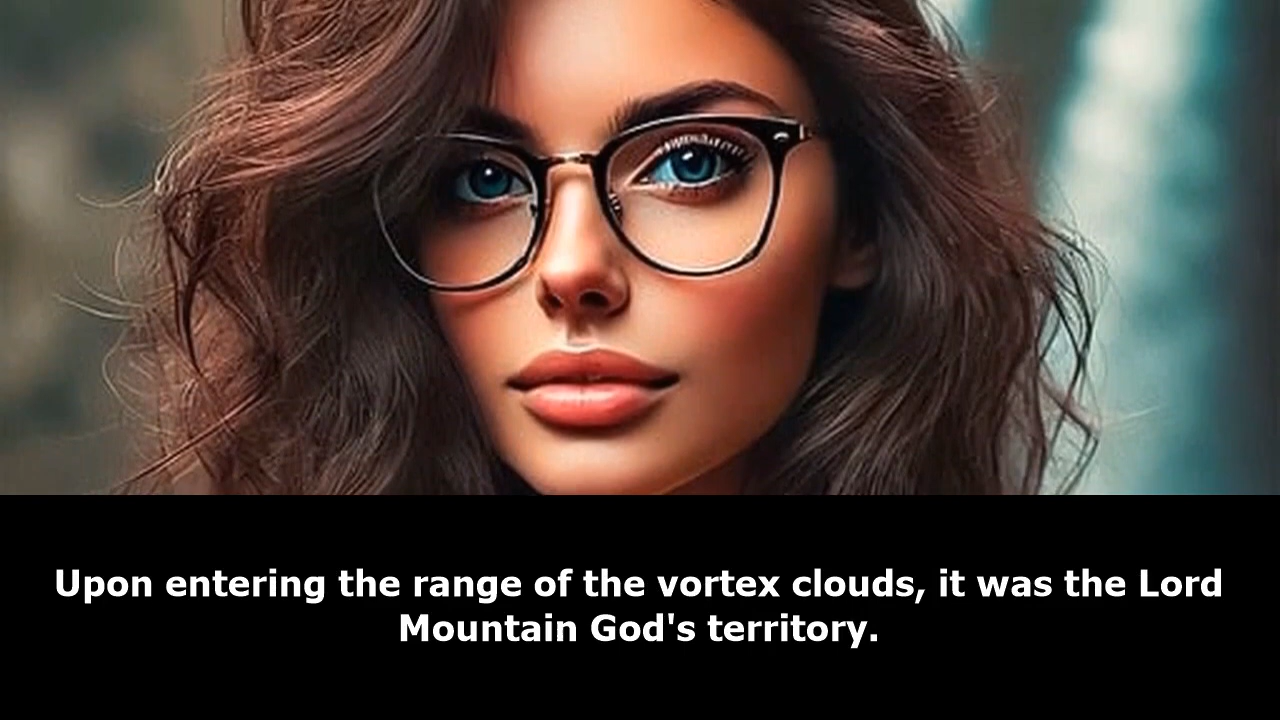 Upon entering the range of the vortex clouds, it was the Lord
Mountain God's territory.